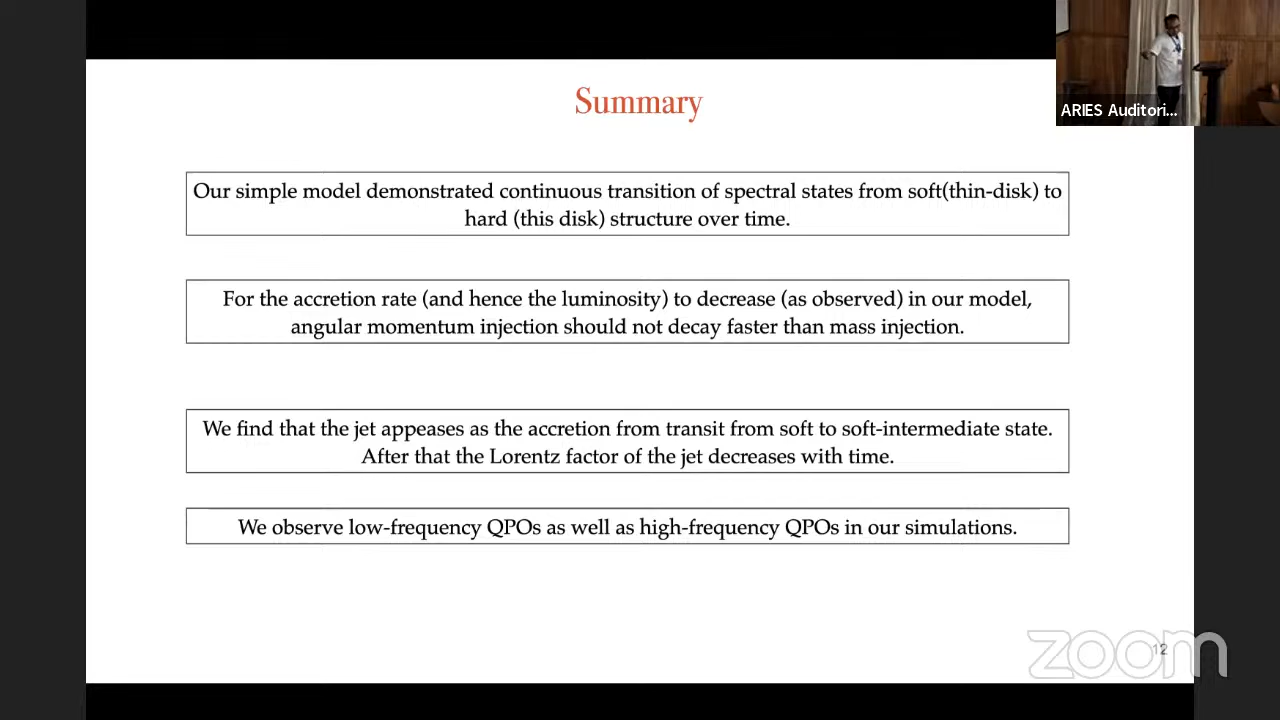 Summary
ARIES Auditori...
Our simple model demonstrated continuous transition of spectral states from soft(thin-disk) to
hard (this disk) structure over time.
For the accretion rate (and hence the luminosity) to decrease (as observed) in our model,
angular momentum injection should not decay faster than mass injection.
We find that the jet appeases as the accretion from transit from soft to soft-intermediate state.
After that the Lorentz factor of the jet decreases with time.
We observe low-frequency QPOs as well as high-frequency QPOs in our simulations.
12
zoom